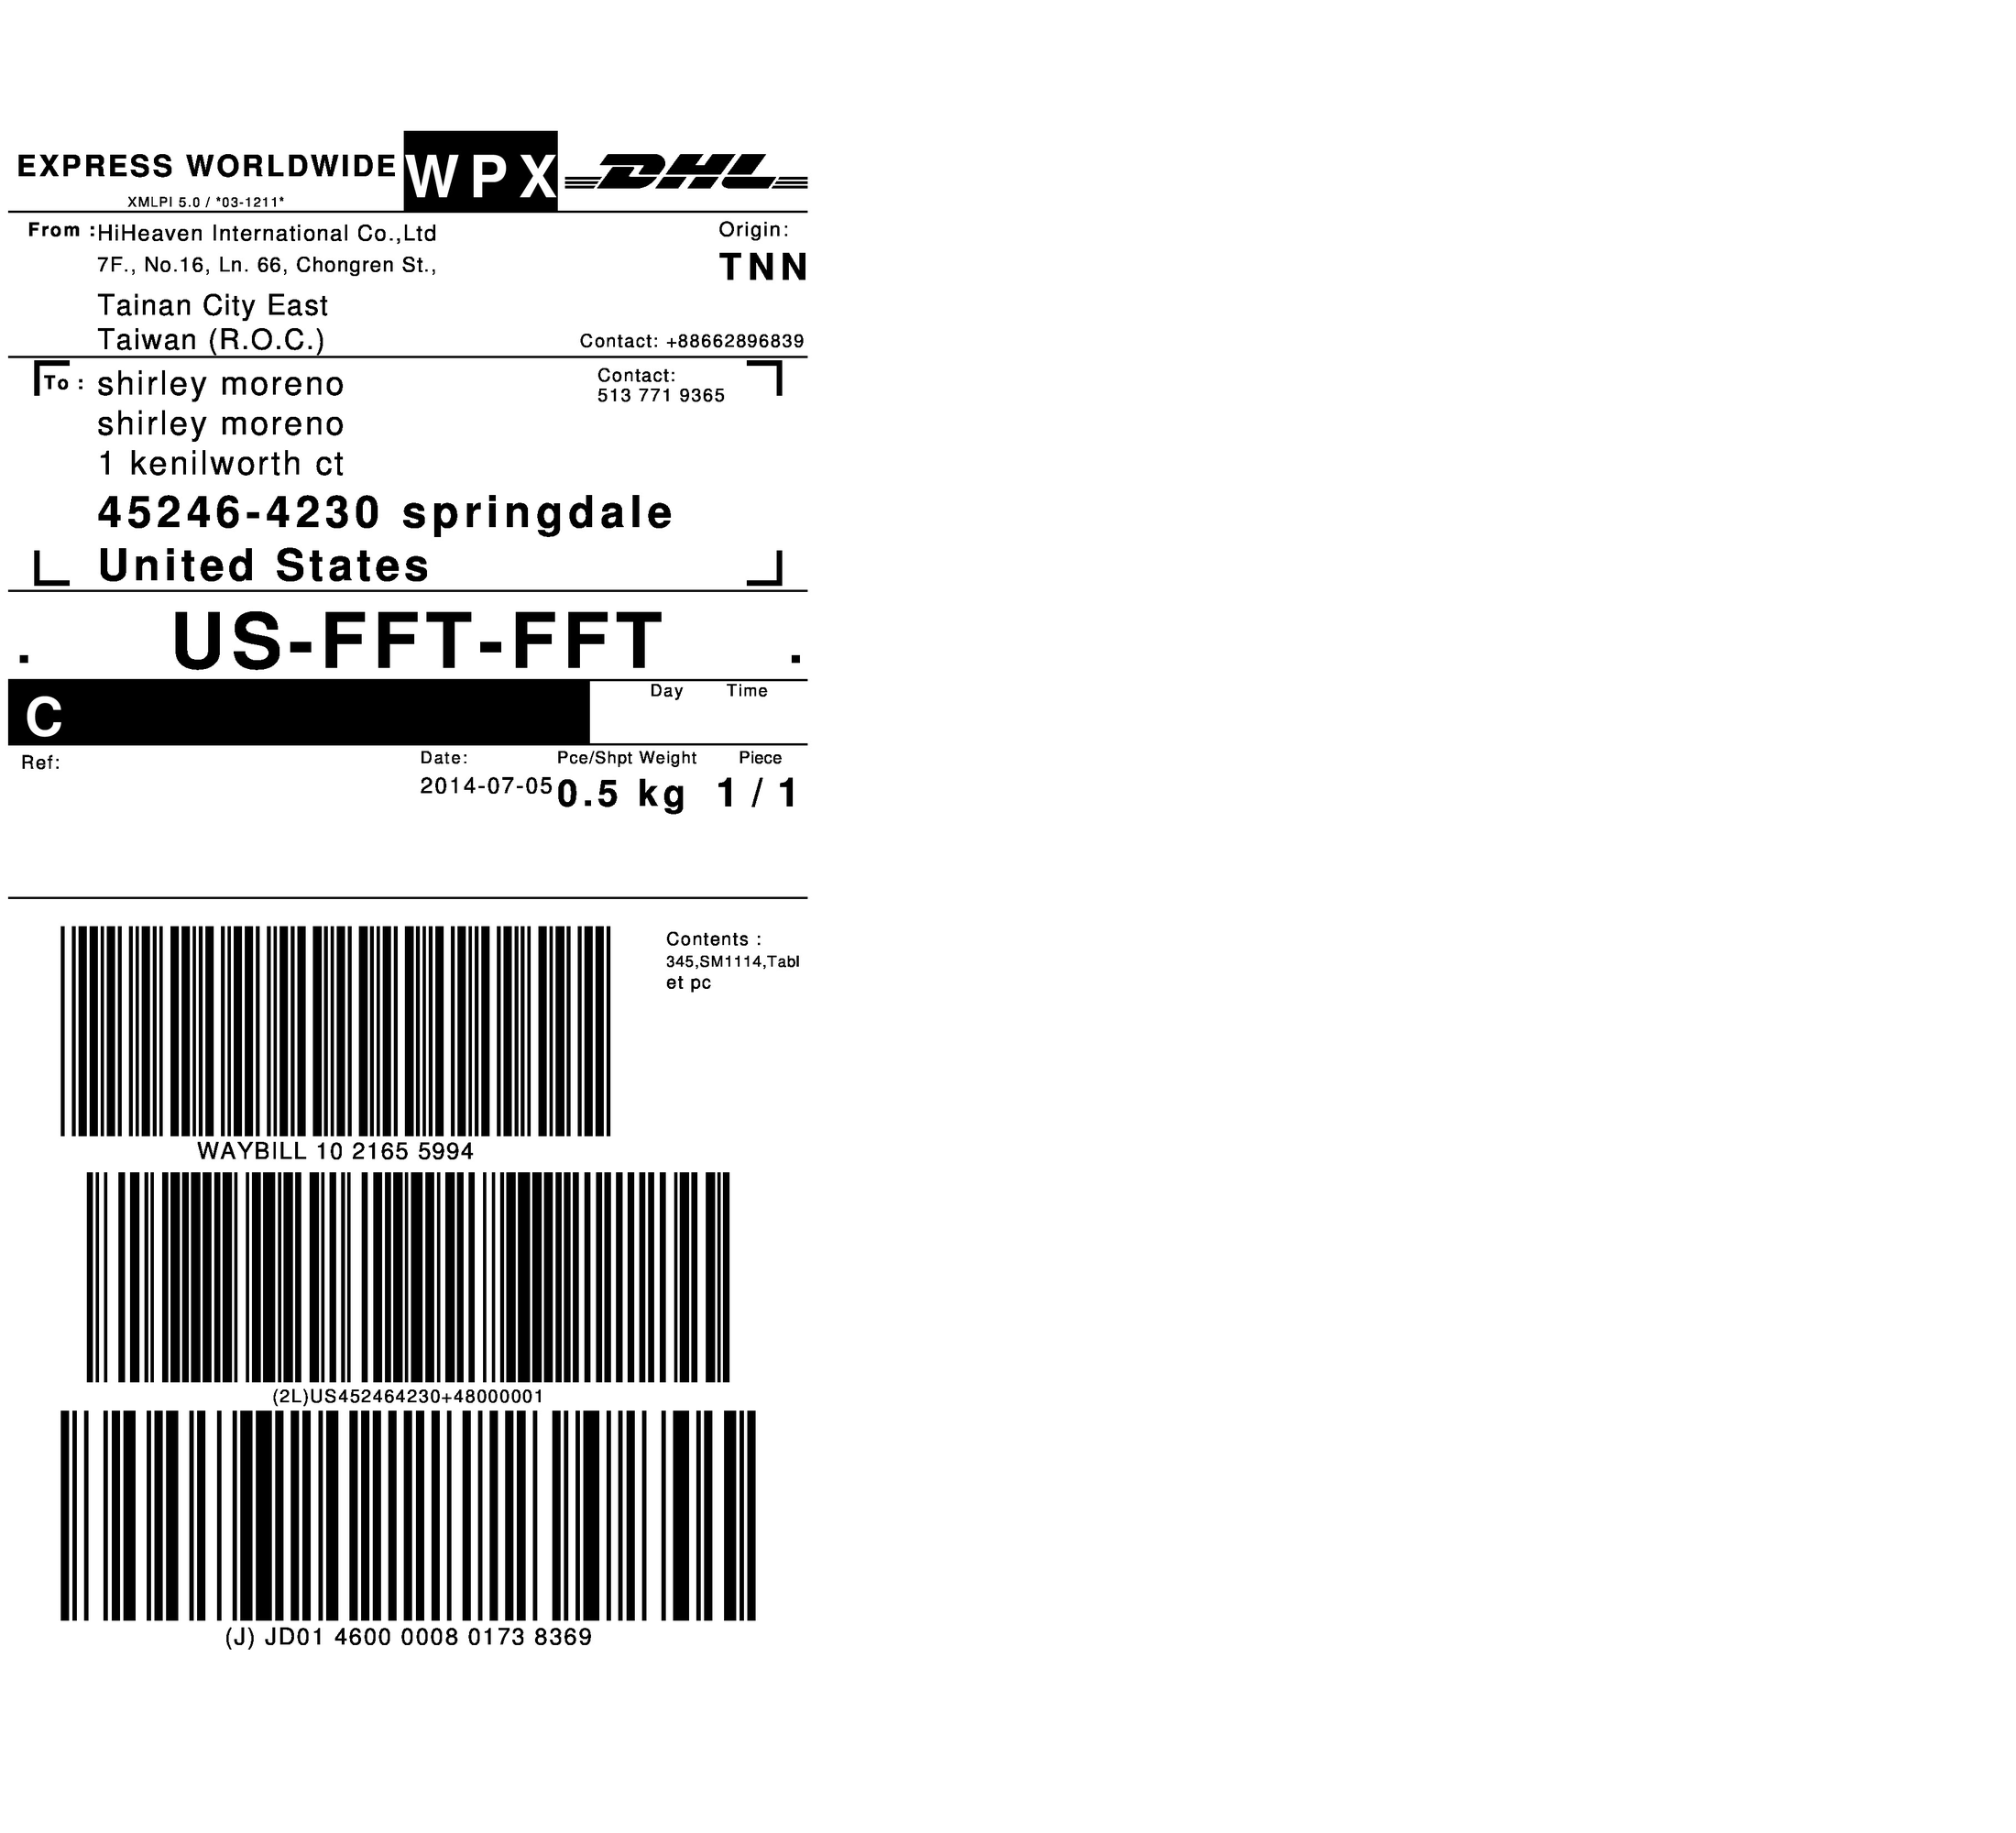 EXPRESS WORLDWIDE WPX DHL
XMLPI 5.0 / *03-1211*
From : HiHeaven International Co.,Ltd
7F., No.16, Ln. 66, Chongren St.,
Tainan City East
Taiwan (R.O.C.)
Origin:
TNN
Contact: +88662896839
To : shirley moreno
shirley moreno
1 kenilworth ct
45246-4230 springdale
United States
Contact:
513 771 9365
. US-FFT-FFT .
C
Day Time
Ref:
Date:
2014-07-05
Pce/Shpt Weight
0.5 kg
Piece
1 / 1
Contents :
345,SM1114,Tabl
et pc
WAYBILL 10 2165 5994
(2L)US452464230+48000001
(J) JD01 4600 0008 0173 8369